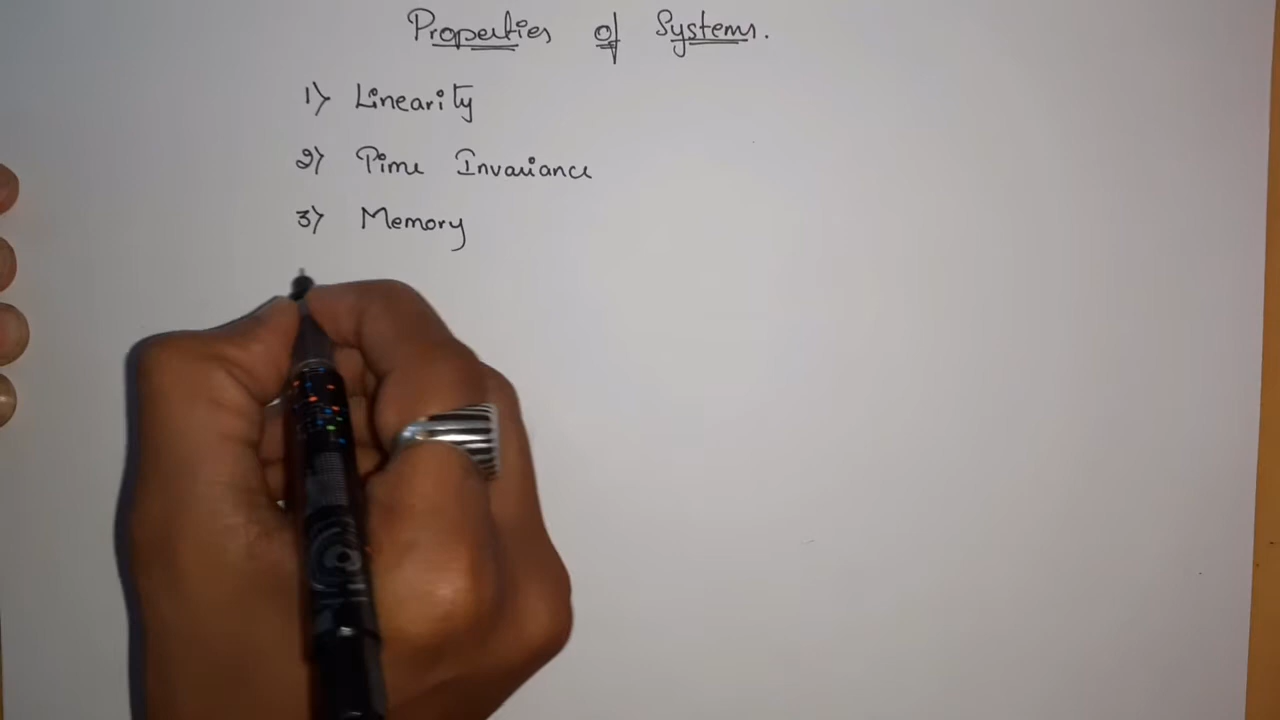 Properties of Systems.
1) Linearity
2) Time Invariance
3) Memory